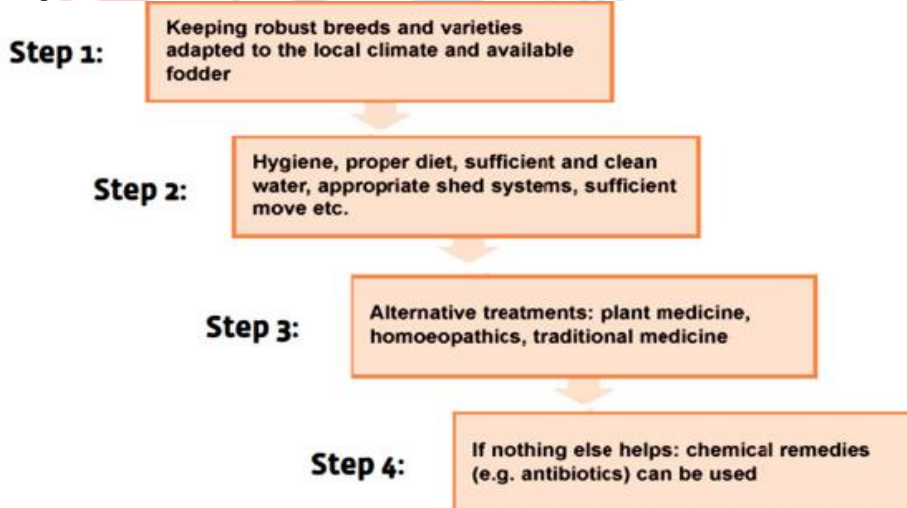 Step 1:
Keeping robust breeds and varieties
adapted to the local climate and available
fodder
Step 2:
Hygiene, proper diet, sufficient and clean
water, appropriate shed systems, sufficient
move etc.
Step 3:
Alternative treatments: plant medicine,
homoeopathics, traditional medicine
Step 4:
If nothing else helps: chemical remedies
(e.g. antibiotics) can be used